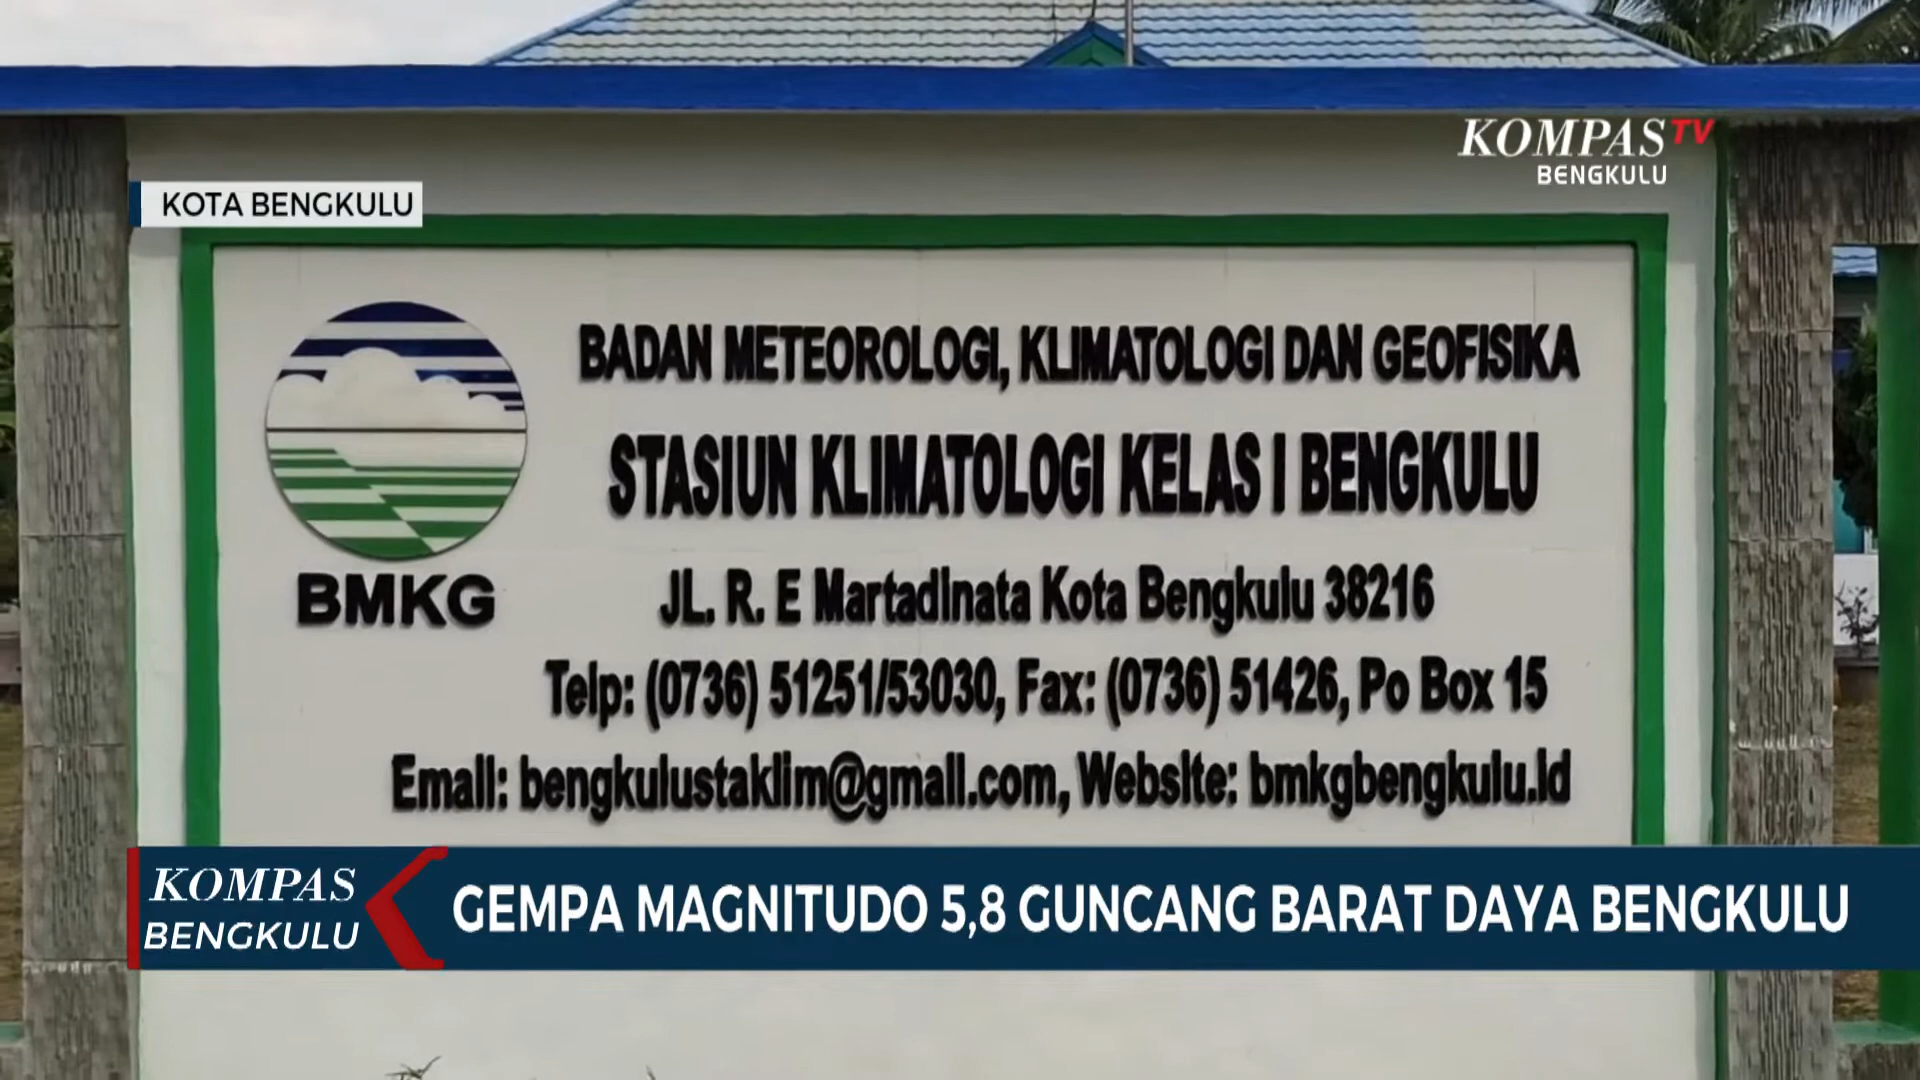 KOMPAS TV
BENGKULU
KOTA BENGKULU
BADAN METEOROLOGI, KLIMATOLOGI DAN GEOFISIKA
STASIUN KLIMATOLOGI KELAS I BENGKULU
BMKG
JL. R. E Martadinata Kota Bengkulu 38216
Telp: (0736) 51251/53030, Fax: (0736) 51426, Po Box 15
Email: bengkulustaklim@gmail.com, Website: bmkgbengkulu.id
KOMPAS
BENGKULU
GEMPA MAGNITUDO 5,8 GUNCANG BARAT DAYA BENGKULU